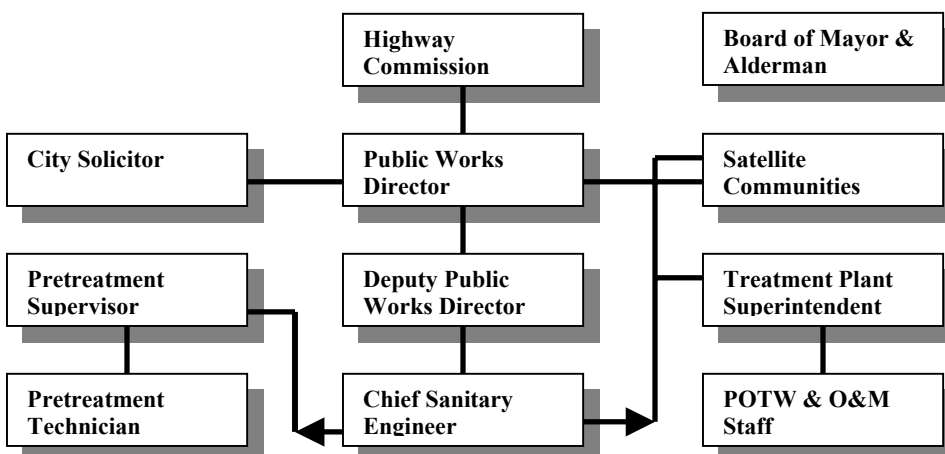 Highway
Commission
Board of Mayor &
Alderman
City Solicitor
Public Works
Director
Satellite
Communities
Pretreatment
Supervisor
Deputy Public
Works Director
Treatment Plant
Superintendent
Pretreatment
Technician
Chief Sanitary
Engineer
POTW & O&M
Staff